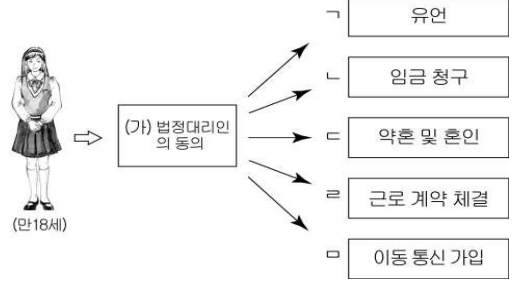 ㄱ 유언
ㄴ 임금 청구
(가) 법정대리인
의 동의
ㄷ 약혼 및 혼인
ㄹ 근로 계약 체결
(만18세)
ㅁ 이동 통신 가입